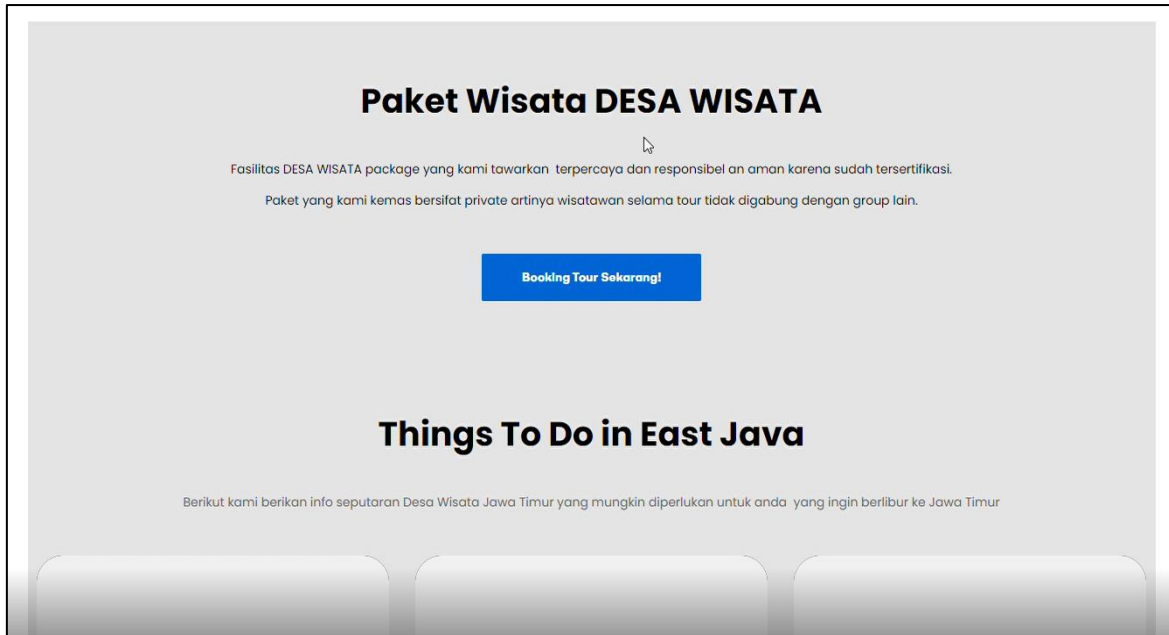 Paket Wisata DESA WISATA
Fasilitas DESA WISATA package yang kami tawarkan terpercaya dan responsibel an aman karena sudah tersertifikasi.
Paket yang kami kemas bersifat private artinya wisatawan selama tour tidak digabung dengan group lain.
Booking Tour Sekarang!
Things To Do in East Java
Berikut kami berikan info seputaran Desa Wisata Jawa Timur yang mungkin diperlukan untuk anda yang ingin berlibur ke Jawa Timur